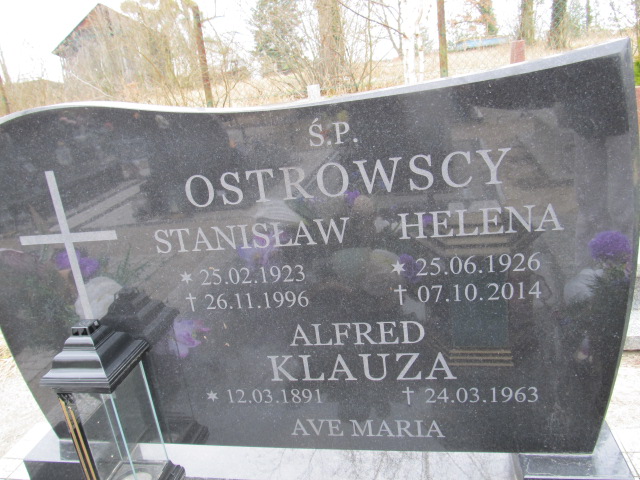 Ś.P.
OSTROWSCY
STANISŁAW HELENA
✶ 25.02.1923 ✶ 25.06.1926
† 26.11.1996 † 07.10.2014
ALFRED
KLAUZA
✶ 12.03.1891 † 24.03.1963
AVE MARIA